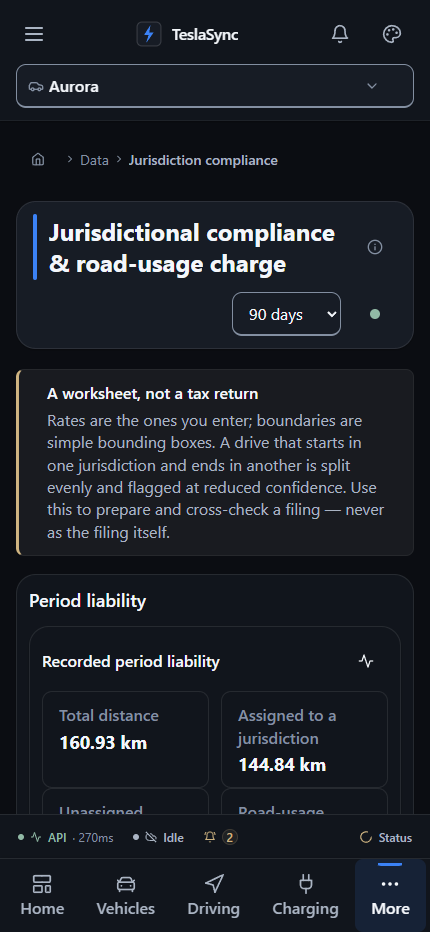 TeslaSync
Aurora
Data
Jurisdiction compliance
Jurisdictional compliance
& road-usage charge
90 days
A worksheet, not a tax return
Rates are the ones you enter; boundaries are
simple bounding boxes. A drive that starts in
one jurisdiction and ends in another is split
evenly and flagged at reduced confidence. Use
this to prepare and cross-check a filing — never
as the filing itself.
Period liability
Recorded period liability
Total distance
160.93 km
Assigned to a
jurisdiction
144.84 km
Unassigned
Road-usage
API · 270ms
Idle
2
Status
Home
Vehicles
Driving
Charging
More